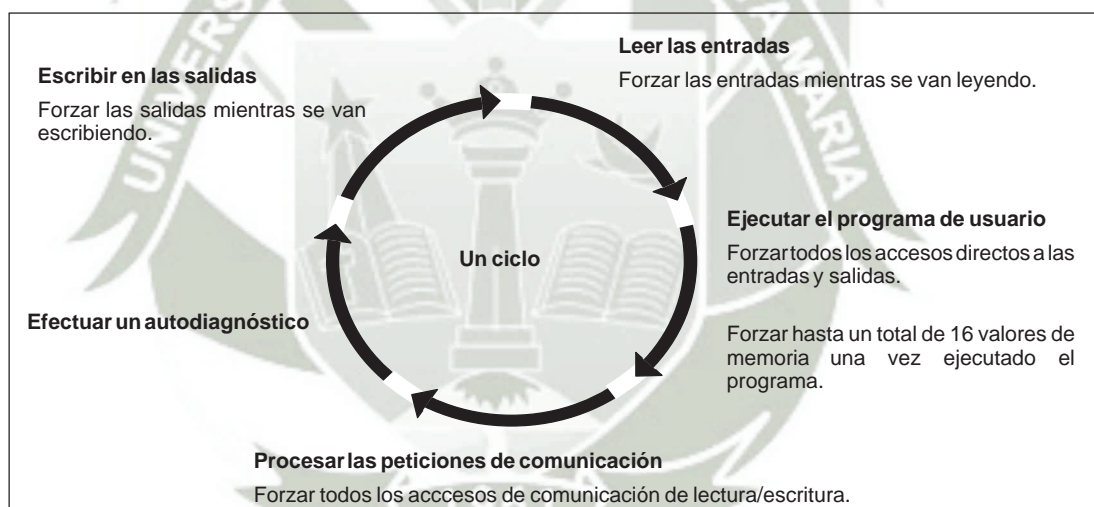 Leer las entradas
Forzar las entradas mientras se van leyendo.
Escribir en las salidas
Forzar las salidas mientras se van
escribiendo.
Ejecutar el programa de usuario
Forzar todos los accesos directos a las
entradas y salidas.
Forzar hasta un total de 16 valores de
memoria una vez ejecutado el
programa.
Un ciclo
Efectuar un autodiagnóstico
Procesar las peticiones de comunicación
Forzar todos los acccesos de comunicación de lectura/escritura.
MARIA